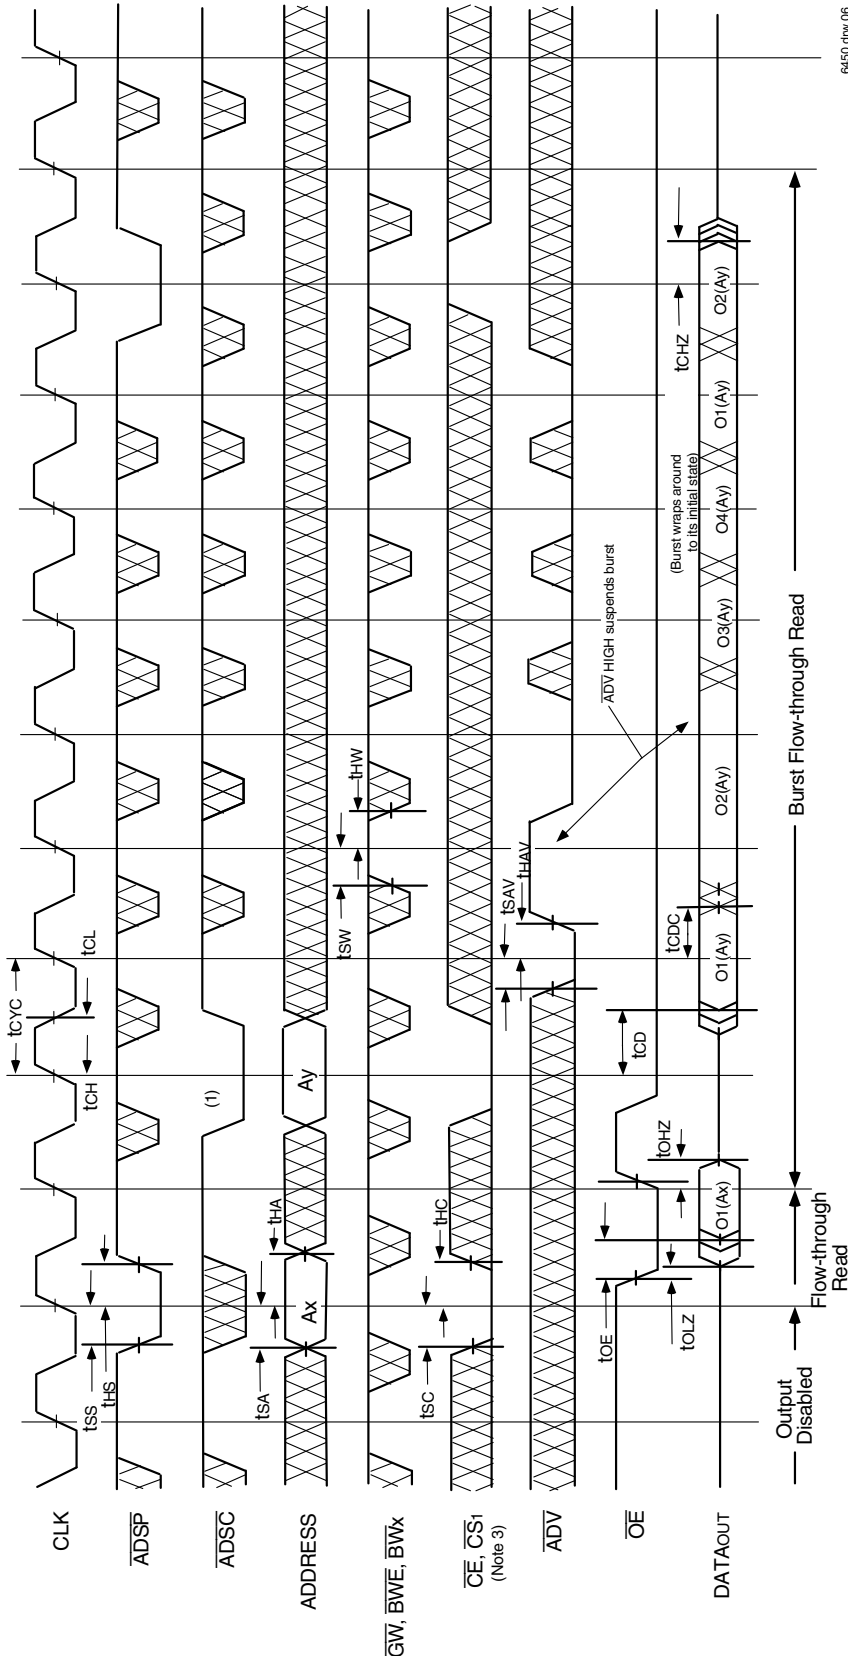 6450 drw 06
CLK
tCYC
tCH
tCL
tSS
tHS
ADSP
ADSC
(1)
tSA
tHA
ADDRESS
Ax
Ay
tSW
tHW
GW, BWE, BWx
tSC
tHC
CE, CS1
(Note 3)
tSAV
tHAV
ADV
ADV HIGH suspends burst
OE
tOE
tOHZ
tOLZ
tCD
tCDC
(Burst wraps around
to its initial state)
tCHZ
DATAOUT
O1(Ax)
O1(Ay)
O2(Ay)
O3(Ay)
O4(Ay)
O1(Ay)
O2(Ay)
Output
Disabled
Flow-through
Read
Burst Flow-through Read